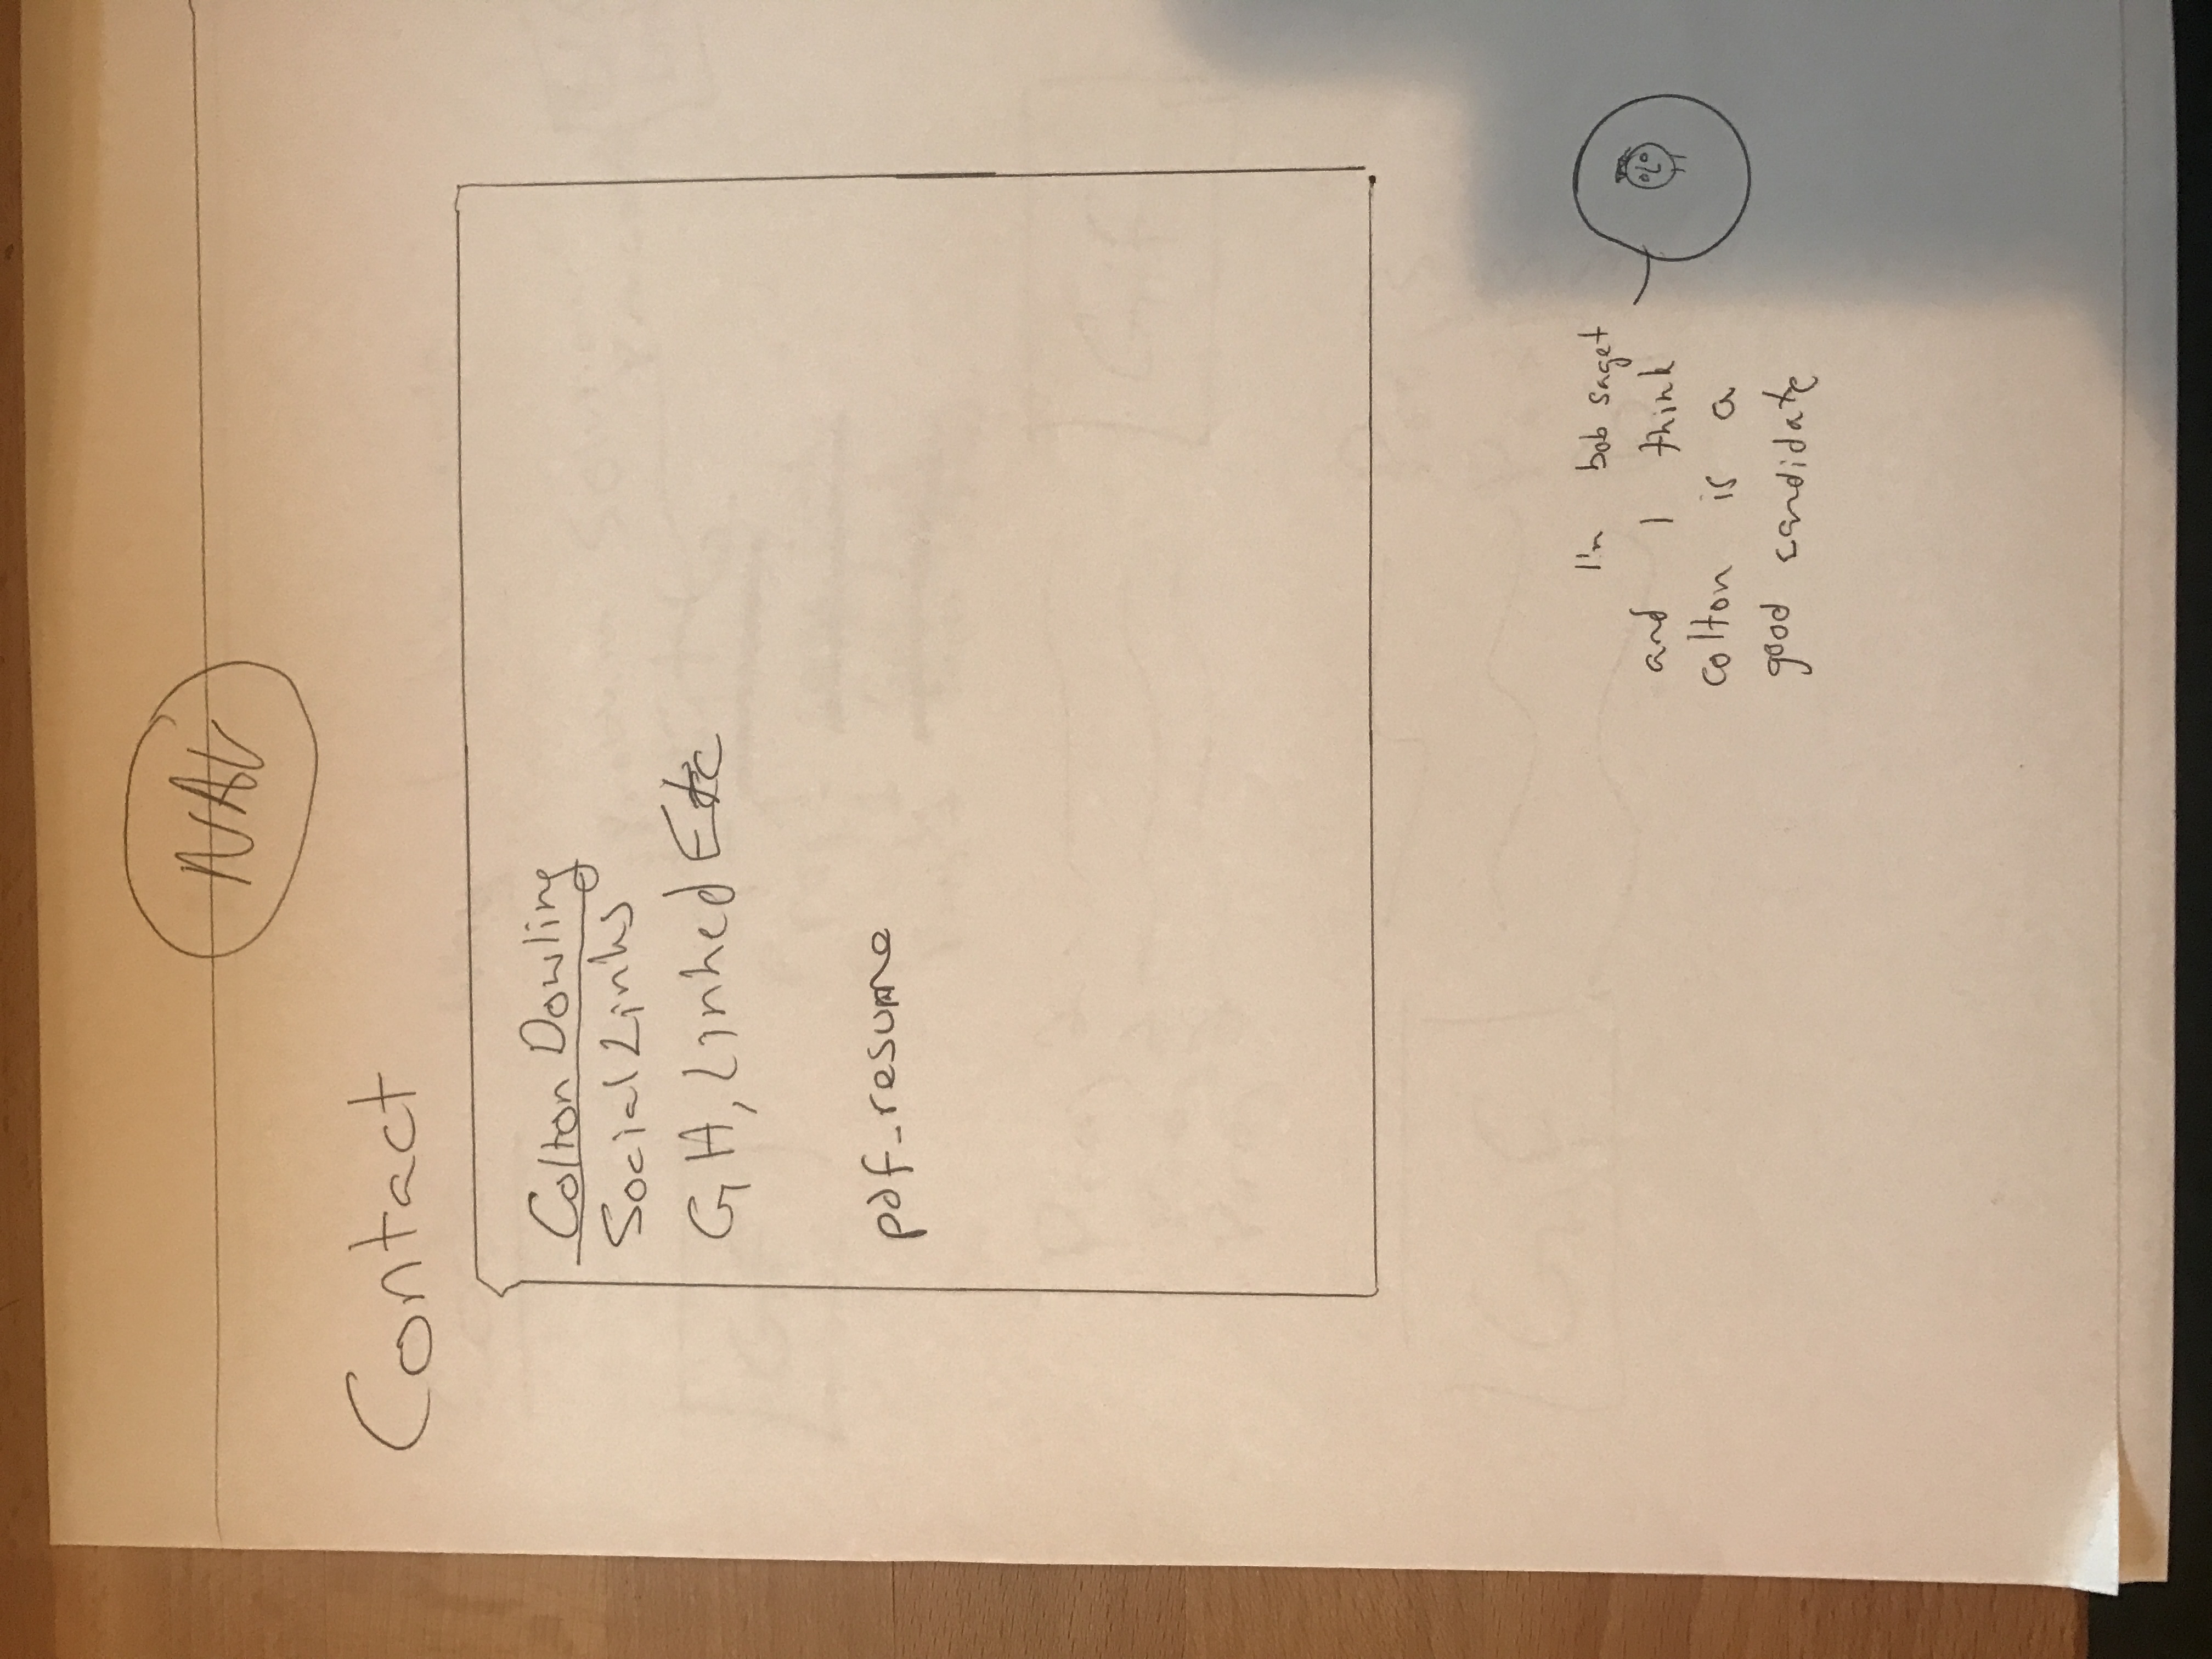 NAV
Contact
Colton Dowling
Social Links
GH, Linked Etc
pdf_resume
I'm bob saget
and I think
colton is a
good candidate